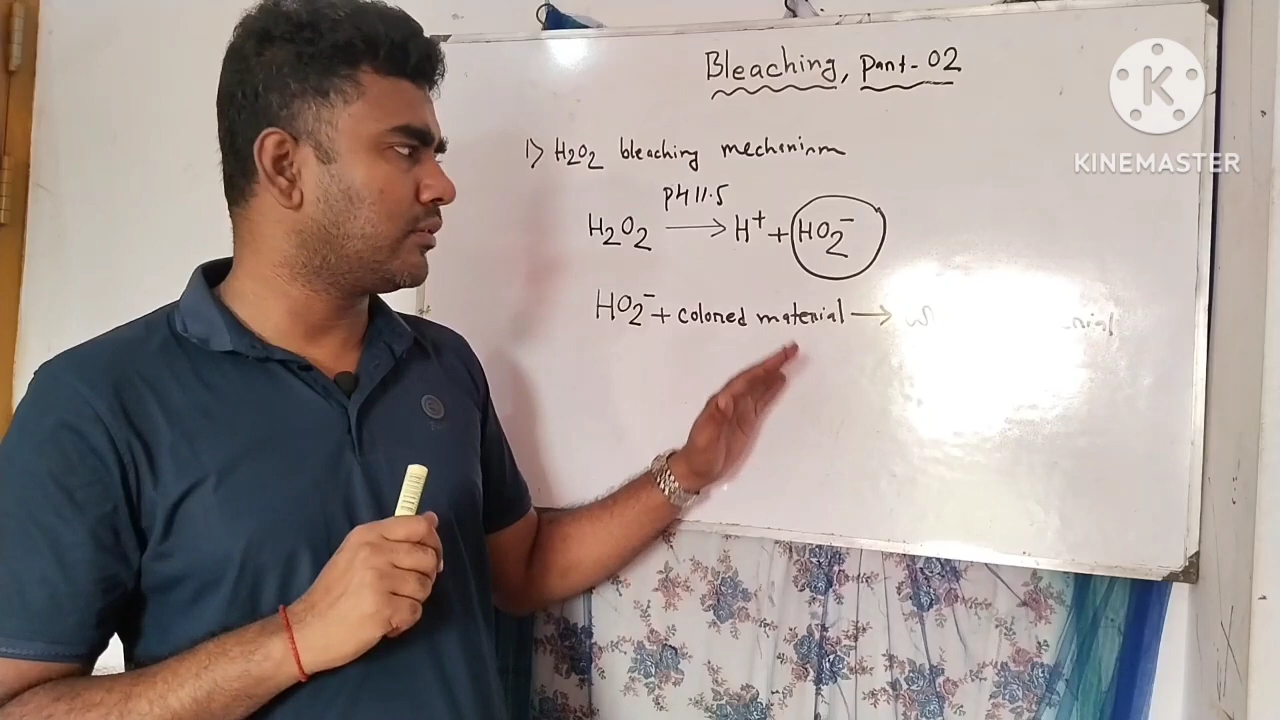 Bleaching, Part-02
K
KINEMASTER
1) H2O2 bleaching mechanism
pH 11.5
H2O2 → H+ + HO2-
HO2- + colored material →